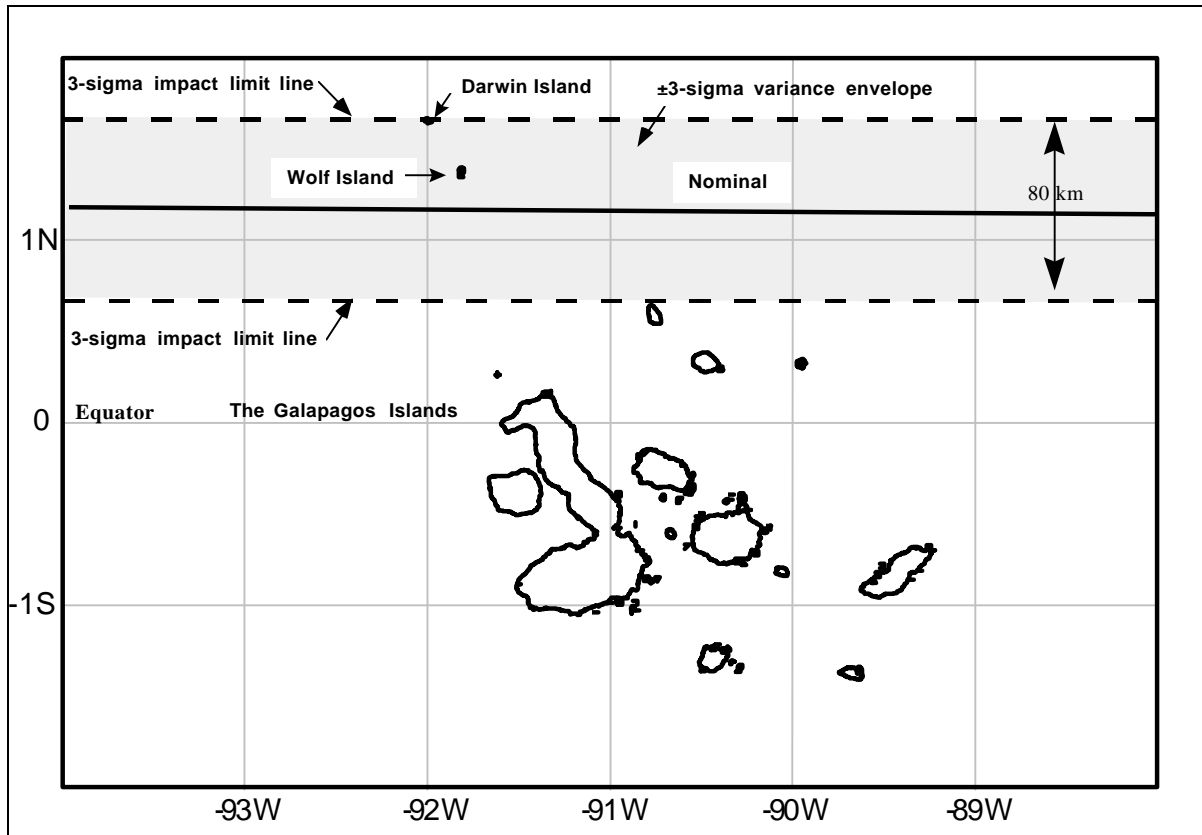 3-sigma impact limit line
Darwin Island
±3-sigma variance envelope
Wolf Island
Nominal
80 km
1N
3-sigma impact limit line
0
Equator
The Galapagos Islands
-1S
-93W
-92W
-91W
-90W
-89W